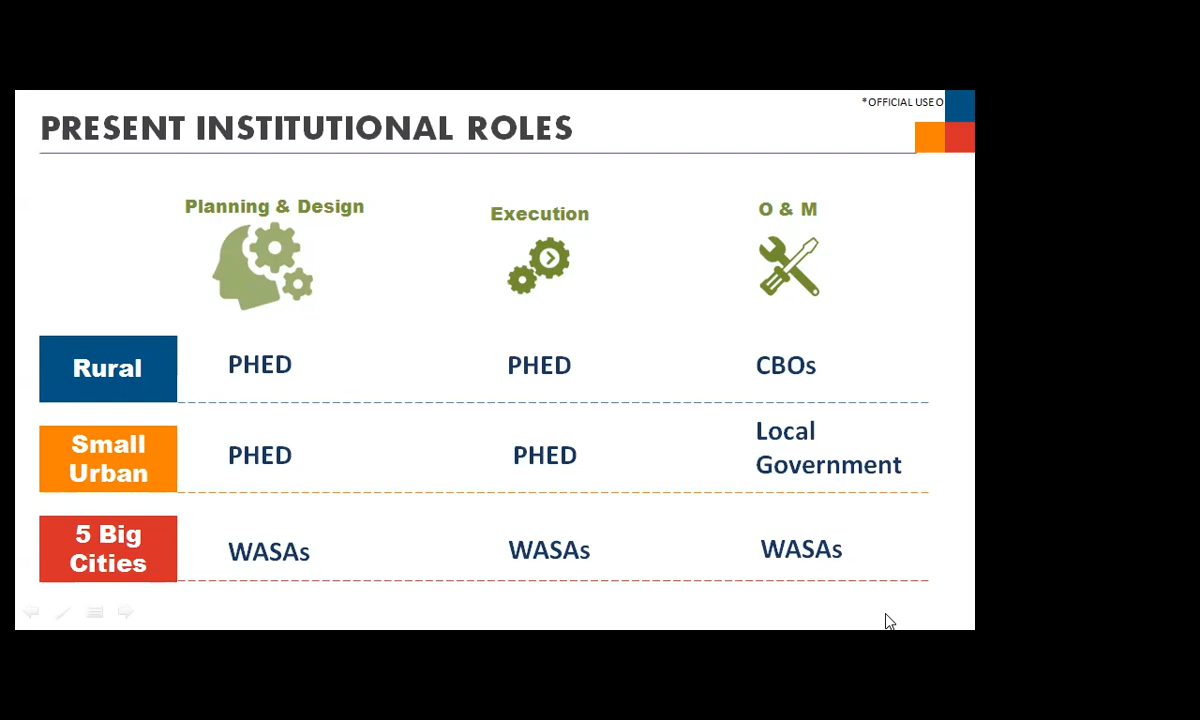 *OFFICIAL USE O
PRESENT INSTITUTIONAL ROLES
Planning & Design
Execution
O & M
Rural
PHED
PHED
CBOs
Small
Urban
PHED
PHED
Local
Government
5 Big
Cities
WASAs
WASAs
WASAs